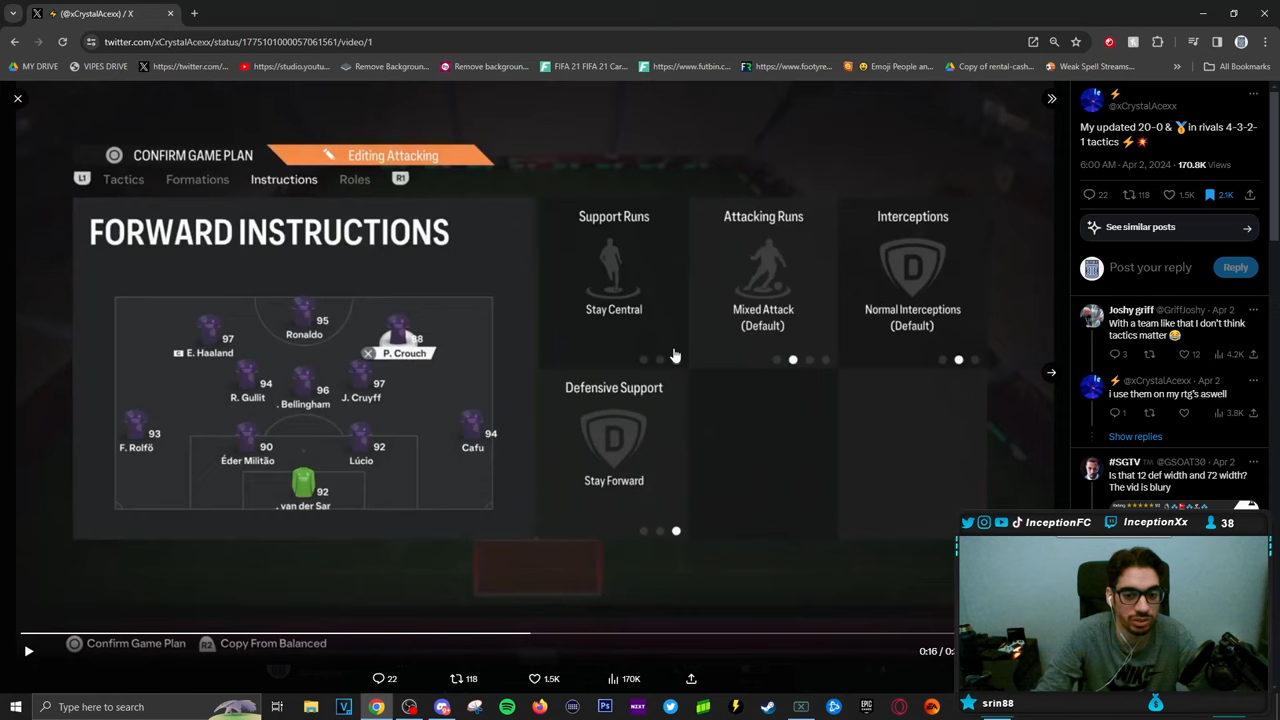 (@xCrystalAcexx) / X
twitter.com/xCrystalAcexx/status/1775101000057061561/video/1
MY DRIVE
VIPES DRIVE
https://twitter.com/...
https://studio.youtu...
Remove Backgroun...
Remove backgroun...
FIFA 21 FIFA 21 Car...
https://www.futbin...
https://www.footyre...
Emoji People an...
Copy of rental-cash...
Weak Spell Streams...
All Bookmarks
CONFIRM GAME PLAN
Editing Attacking
L1
Tactics
Formations
Instructions
Roles
R1
FORWARD INSTRUCTIONS
Support Runs
Stay Central
Attacking Runs
Mixed Attack
(Default)
Interceptions
D
Normal Interceptions
(Default)
Defensive Support
D
Stay Forward
95
Ronaldo
97
E. Haaland
P. Crouch
94
R. Gullit
96
. Bellingham
97
J. Cruyff
93
F. Rolfö
90
Éder Militão
92
Lúcio
94
Cafu
92
. van der Sar
Confirm Game Plan
R2
Copy From Balanced
0:16 / 0:
22
118
1.5K
170K
@xCrystalAcexx
My updated 20-0 & 🥇in rivals 4-3-2-
1 tactics ⚡💥
6:00 AM · Apr 2, 2024 · 170.8K Views
22
118
1.5K
2.1K
See similar posts
Post your reply
Reply
Joshy griff @GriffJoshy · Apr 2
With a team like that I don't think
tactics matter 😂
3
12
4.2K
⚡ @xCrystalAcexx · Apr 2
i use them on my rtg's aswell
1
3.8K
Show replies
#SGTV @GSOAT30 · Apr 2
Is that 12 def width and 72 width?
The vid is blury
InceptionFC
InceptionXx
38
NIKE
srin88
Type here to search
NIXT
EPIC